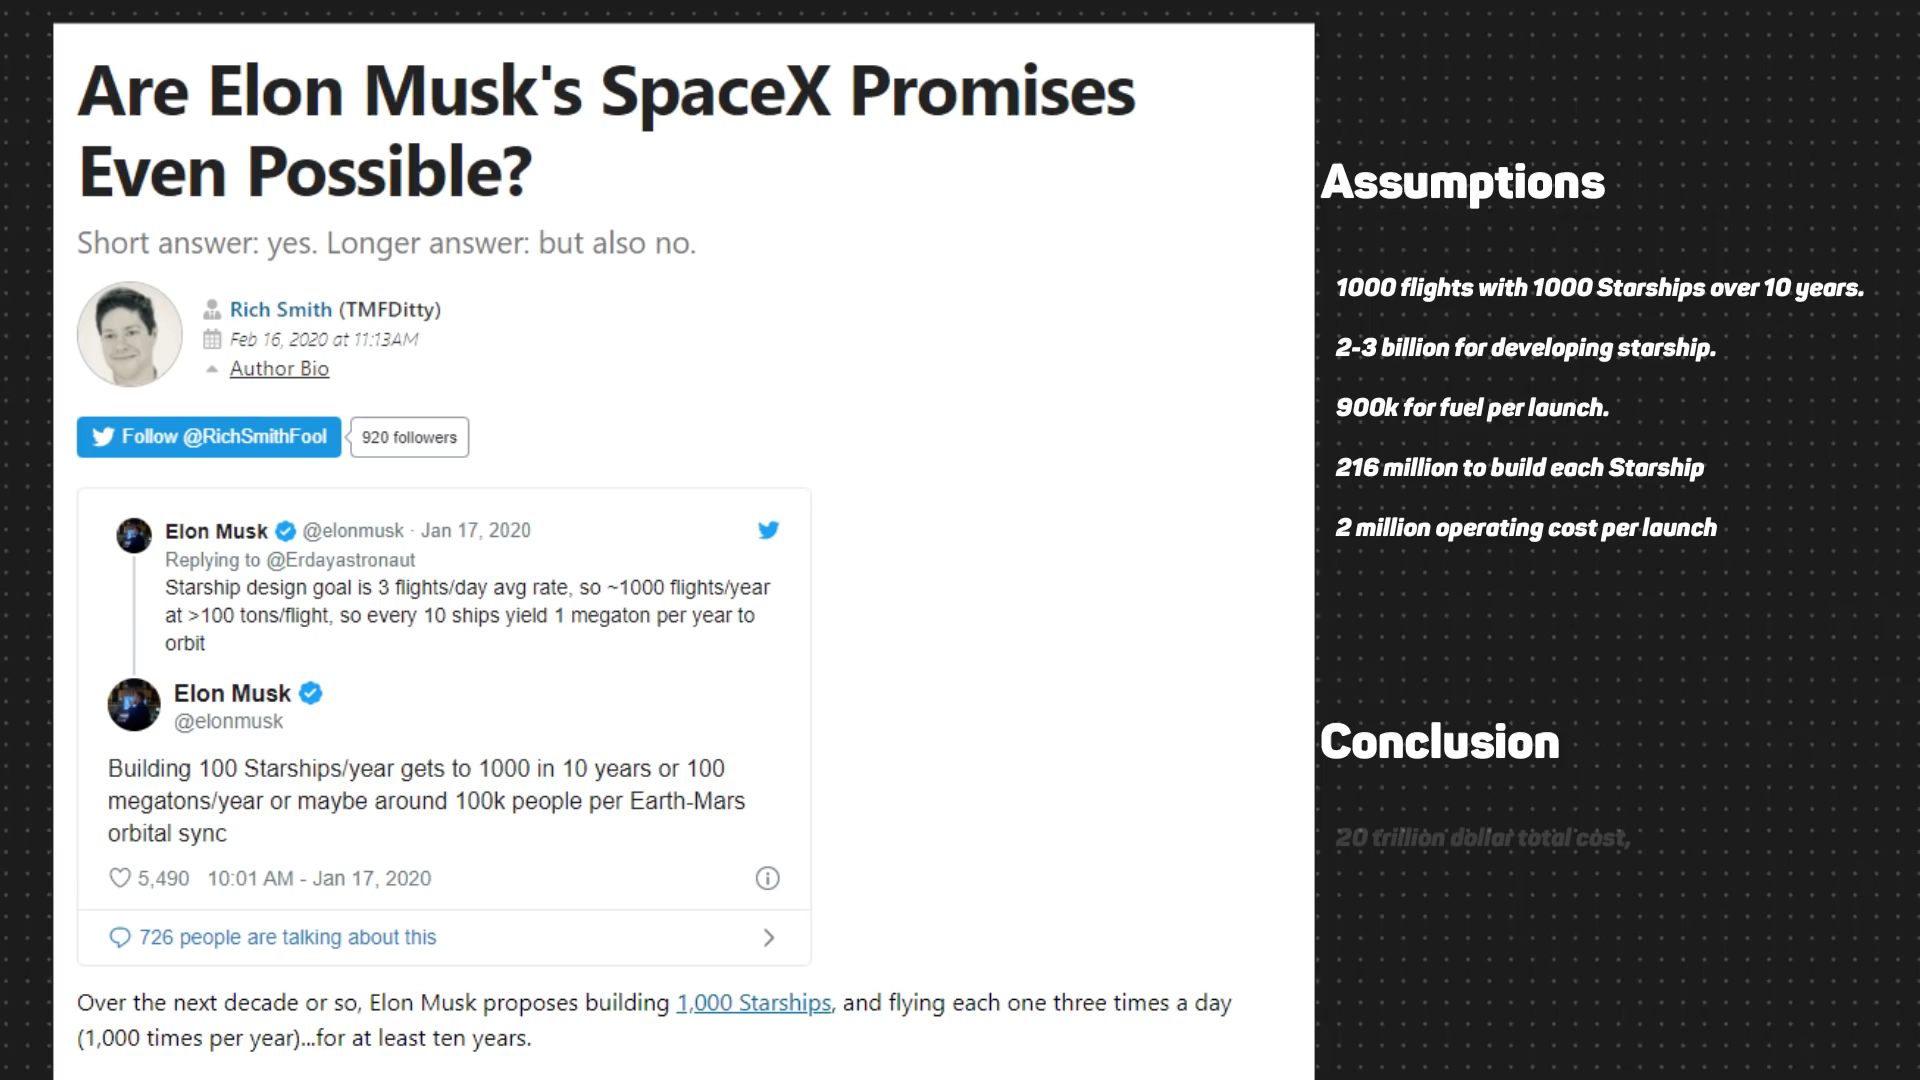 Are Elon Musk's SpaceX Promises
Even Possible?
Short answer: yes. Longer answer: but also no.
Rich Smith (TMFDitty)
Feb 16, 2020 at 11:13AM
Author Bio
Follow @RichSmithFool
920 followers
Elon Musk @elonmusk · Jan 17, 2020
Replying to @Erdayastronaut
Starship design goal is 3 flights/day avg rate, so ~1000 flights/year
at >100 tons/flight, so every 10 ships yield 1 megaton per year to
orbit
Elon Musk
@elonmusk
Building 100 Starships/year gets to 1000 in 10 years or 100
megatons/year or maybe around 100k people per Earth-Mars
orbital sync
5,490 10:01 AM - Jan 17, 2020
726 people are talking about this
Over the next decade or so, Elon Musk proposes building 1,000 Starships, and flying each one three times a day
(1,000 times per year)...for at least ten years.
Assumptions
1000 flights with 1000 Starships over 10 years.
2-3 billion for developing starship.
900k for fuel per launch.
216 million to build each Starship
2 million operating cost per launch
Conclusion
20 trillion dollar total cost,